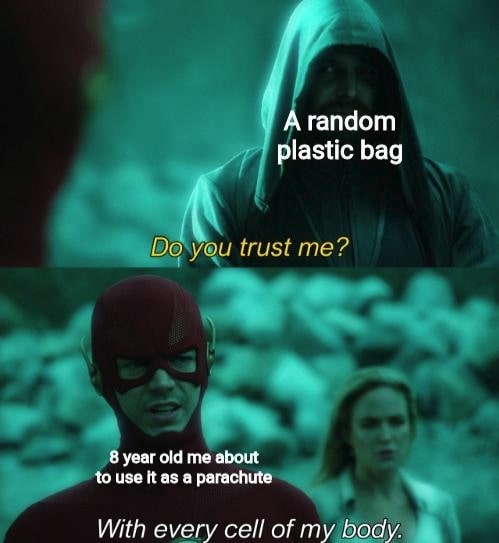 A random
plastic bag
Do you trust me?
8 year old me about
to use it as a parachute
With every cell of my body.